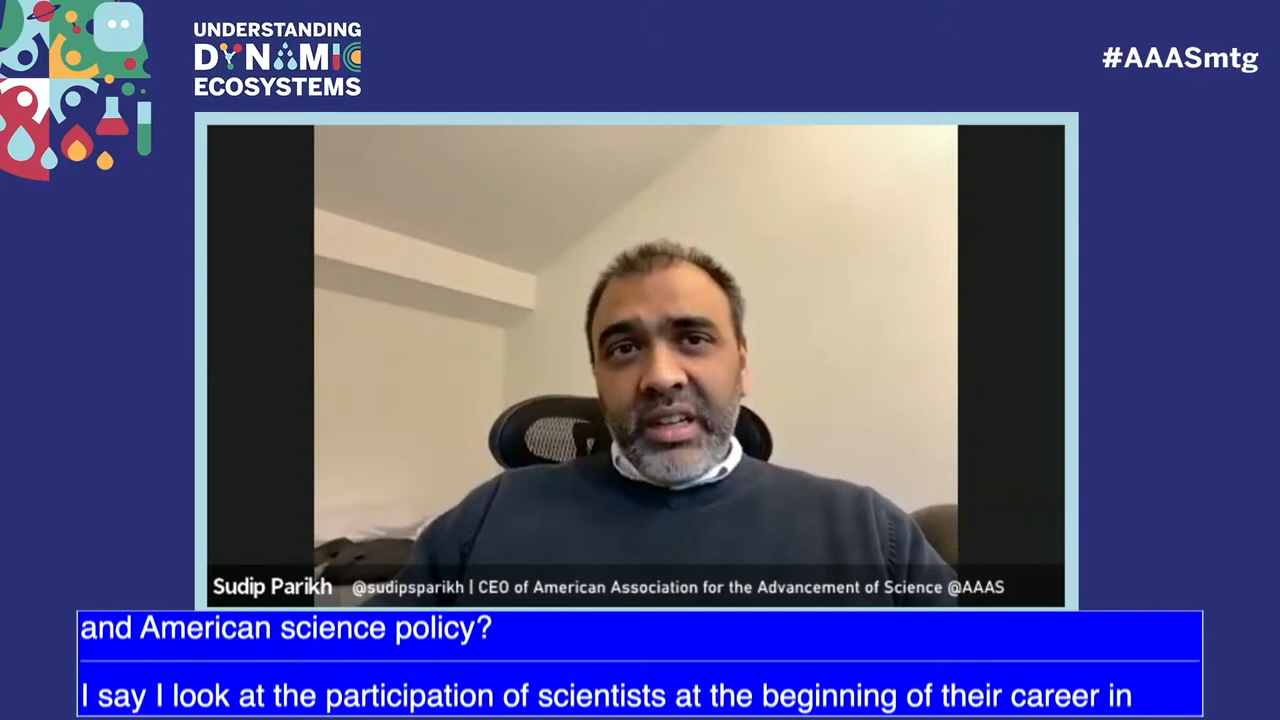 UNDERSTANDING
DYNAMIC
ECOSYSTEMS
#AAASmtg
Sudip Parikh @sudipsparikh | CEO of American Association for the Advancement of Science @AAAS
and American science policy?
I say I look at the participation of scientists at the beginning of their career in